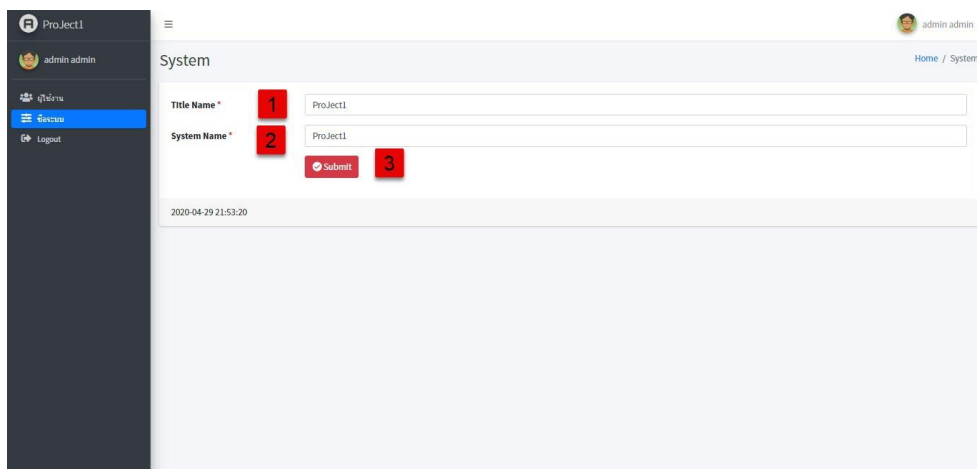 ProJect1
admin admin
admin admin
System
Home / System
ผู้ใช้งาน
ชื่อระบบ
Logout
Title Name * 1 ProJect1
System Name * 2 ProJect1
Submit 3
2020-04-29 21:53:20